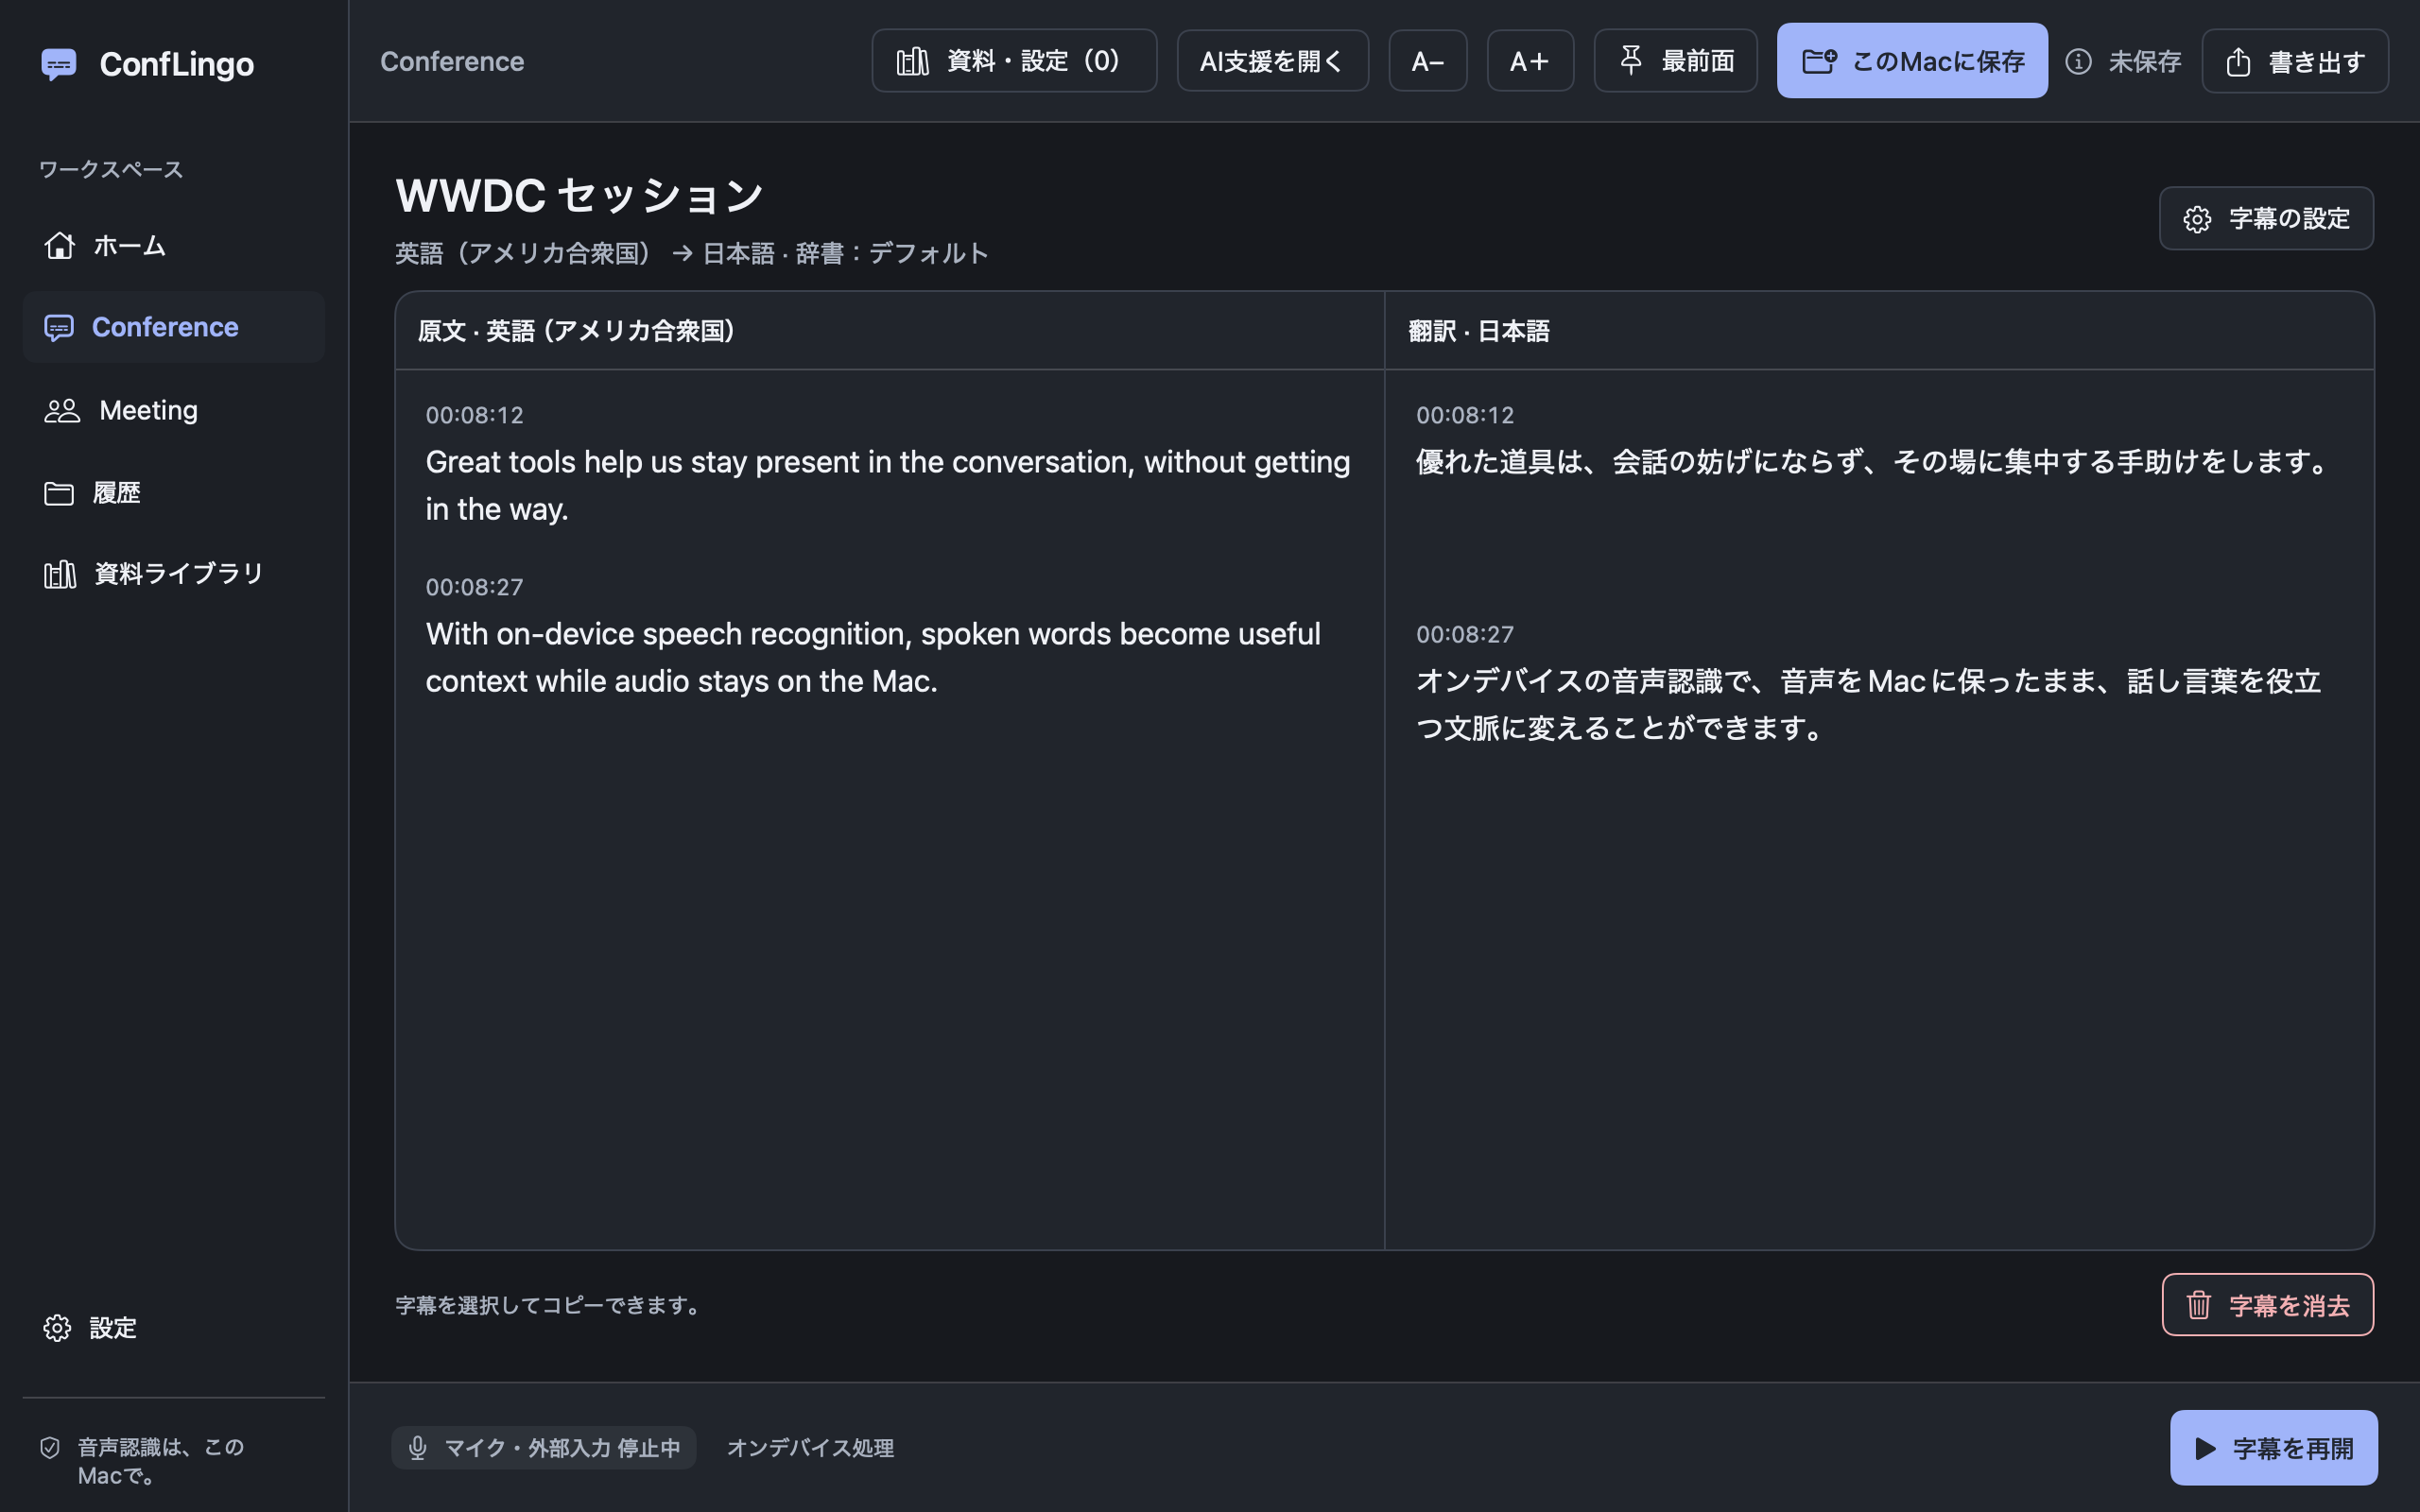 ConfLingo
ワークスペース
ホーム
Conference
Meeting
履歴
資料ライブラリ
設定
音声認識は、この
Macで。
Conference
資料・設定（0）
AI支援を開く
A−
A+
最前面
このMacに保存
未保存
書き出す
WWDC セッション
英語（アメリカ合衆国） → 日本語 · 辞書：デフォルト
字幕の設定
原文 · 英語 (アメリカ合衆国)
00:08:12
Great tools help us stay present in the conversation, without getting
in the way.
00:08:27
With on-device speech recognition, spoken words become useful
context while audio stays on the Mac.
翻訳 · 日本語
00:08:12
優れた道具は、会話の妨げにならず、その場に集中する手助けをします。
00:08:27
オンデバイスの音声認識で、音声をMacに保ったまま、話し言葉を役立
つ文脈に変えることができます。
字幕を選択してコピーできます。
字幕を消去
マイク・外部入力 停止中
オンデバイス処理
字幕を再開